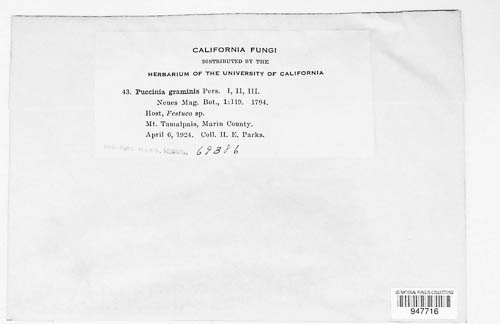 CALIFORNIA FUNGI
DISTRIBUTED BY THE
HERBARIUM OF THE UNIVERSITY OF CALIFORNIA
43. Puccinia graminis Pers. I, II, III.
Neues Mag. Bot., 1:119. 1794.
Host, Festuca sp.
Mt. Tamalpais, Marin County.
April 6, 1924. Coll. H. E. Parks.
69386
US NATIONAL FUNGUS COLLECTIONS
947716